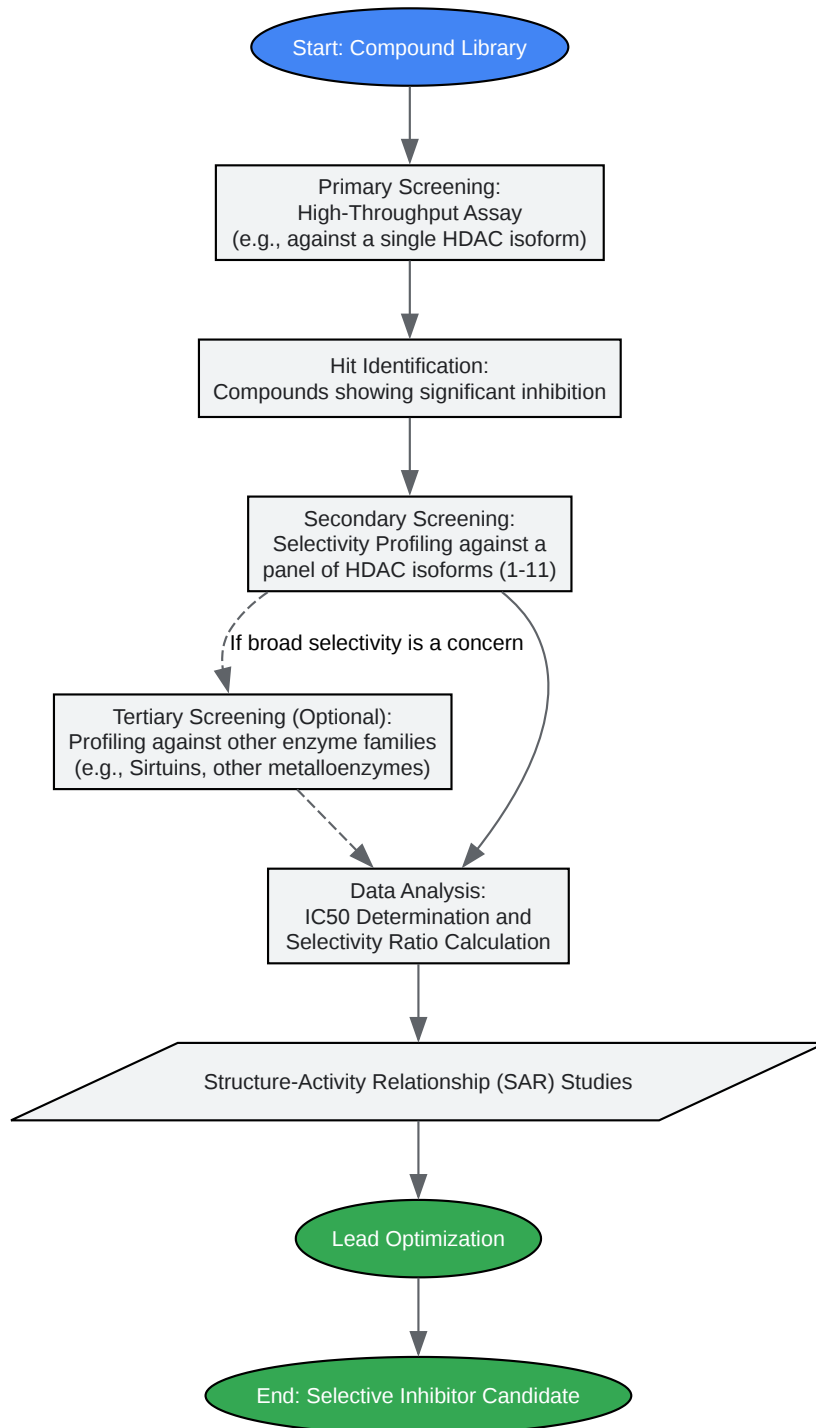 Start: Compound Library
Primary Screening:
High-Throughput Assay
(e.g., against a single HDAC isoform)
Hit Identification:
Compounds showing significant inhibition
Secondary Screening:
Selectivity Profiling against a
panel of HDAC isoforms (1-11)
If broad selectivity is a concern
Tertiary Screening (Optional):
Profiling against other enzyme families
(e.g., Sirtuins, other metalloenzymes)
Data Analysis:
IC50 Determination and
Selectivity Ratio Calculation
Structure-Activity Relationship (SAR) Studies
Lead Optimization
End: Selective Inhibitor Candidate